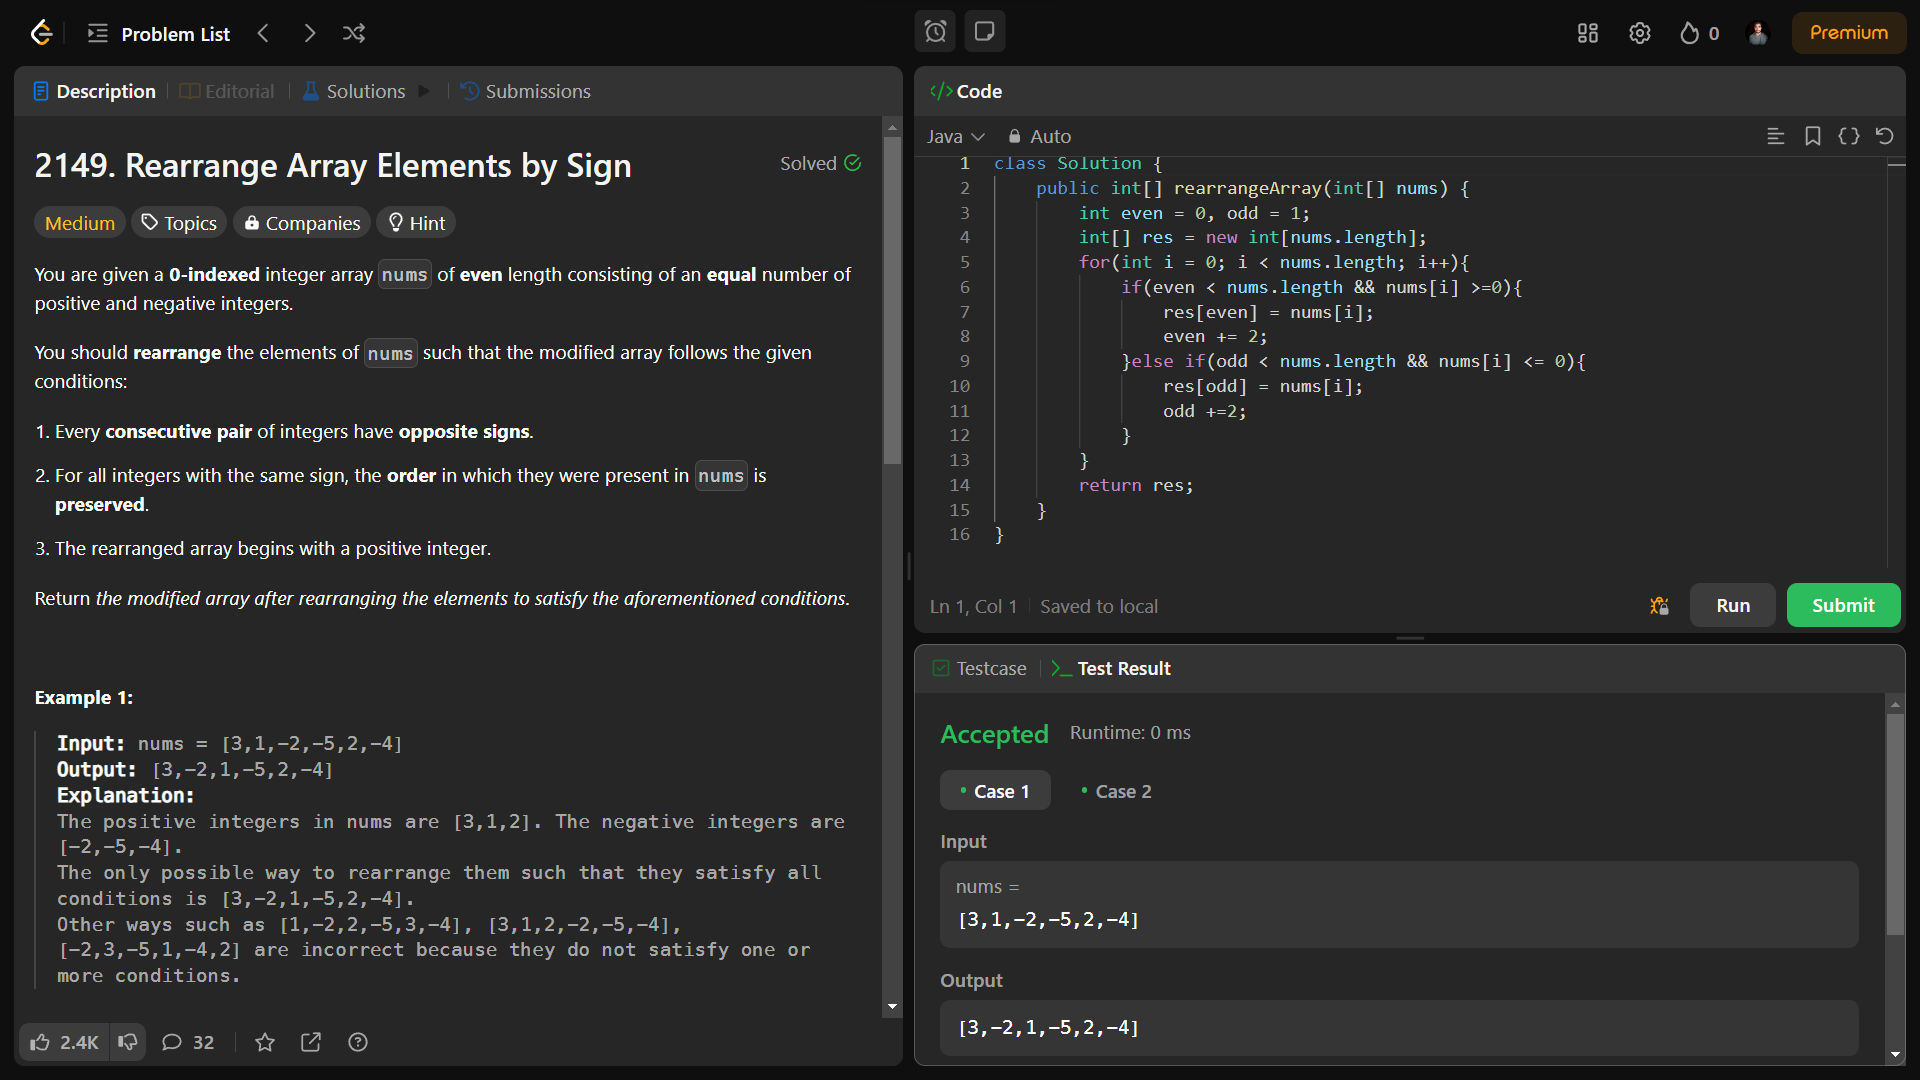 Problem List
0
Premium
Description
Editorial
Solutions
Submissions
2149. Rearrange Array Elements by Sign
Solved
Medium
Topics
Companies
Hint
You are given a 0-indexed integer array nums of even length consisting of an equal number of
positive and negative integers.
You should rearrange the elements of nums such that the modified array follows the given
conditions:
1. Every consecutive pair of integers have opposite signs.
2. For all integers with the same sign, the order in which they were present in nums is
preserved.
3. The rearranged array begins with a positive integer.
Return the modified array after rearranging the elements to satisfy the aforementioned conditions.
Example 1:
Input: nums = [3,1,-2,-5,2,-4]
Output: [3,-2,1,-5,2,-4]
Explanation:
The positive integers in nums are [3,1,2]. The negative integers are
[-2,-5,-4].
The only possible way to rearrange them such that they satisfy all
conditions is [3,-2,1,-5,2,-4].
Other ways such as [1,-2,2,-5,3,-4], [3,1,2,-2,-5,-4],
[-2,3,-5,1,-4,2] are incorrect because they do not satisfy one or
more conditions.
2.4K
32
</> Code
Java
Auto
1 class Solution {
2 public int[] rearrangeArray(int[] nums) {
3 int even = 0, odd = 1;
4 int[] res = new int[nums.length];
5 for(int i = 0; i < nums.length; i++){
6 if(even < nums.length && nums[i] >=0){
7 res[even] = nums[i];
8 even += 2;
9 }else if(odd < nums.length && nums[i] <= 0){
10 res[odd] = nums[i];
11 odd +=2;
12 }
13 }
14 return res;
15 }
16 }
Ln 1, Col 1
Saved to local
Run
Submit
Testcase
Test Result
Accepted
Runtime: 0 ms
Case 1
Case 2
Input
nums =
[3,1,-2,-5,2,-4]
Output
[3,-2,1,-5,2,-4]